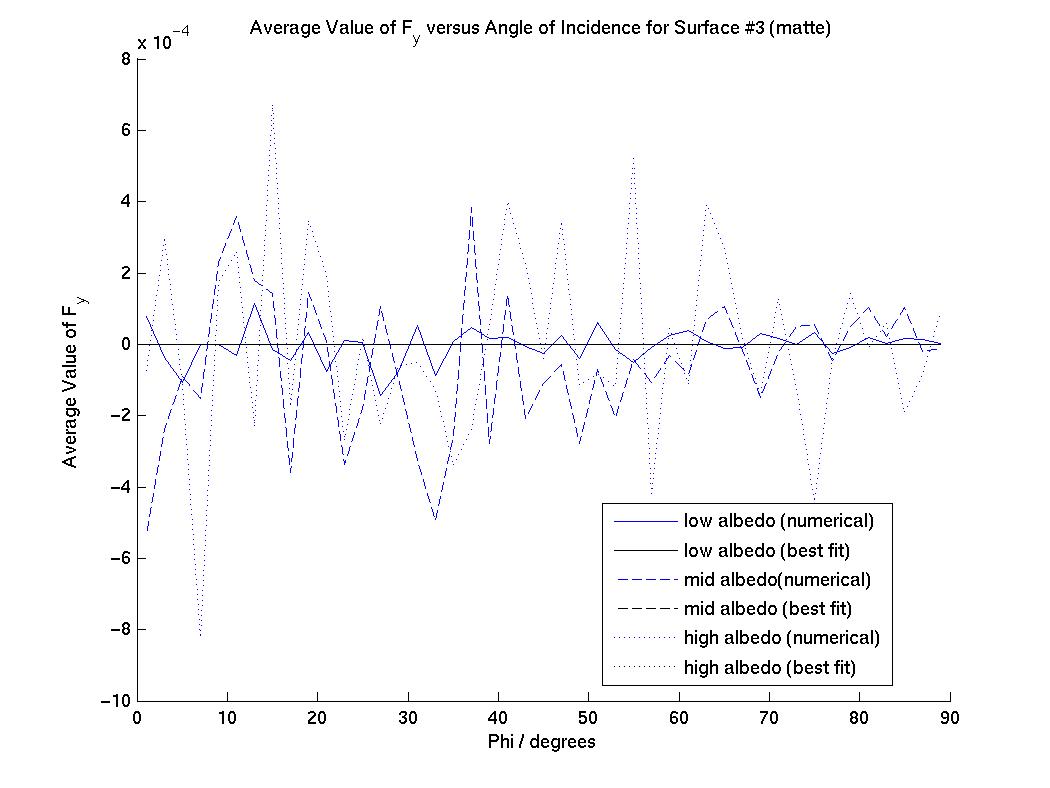 Average Value of F_y versus Angle of Incidence for Surface #3 (matte)
x 10^-4
8
6
4
2
0
−2
−4
−6
−8
−10
Average Value of F_y
low albedo (numerical)
low albedo (best fit)
mid albedo(numerical)
mid albedo (best fit)
high albedo (numerical)
high albedo (best fit)
0 10 20 30 40 50 60 70 80 90
Phi / degrees